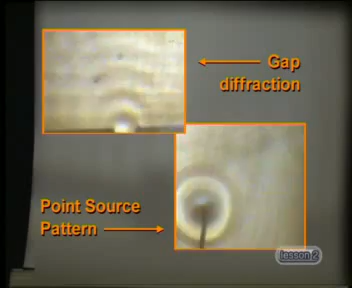 Gap
diffraction
Point Source
Pattern
lesson 2